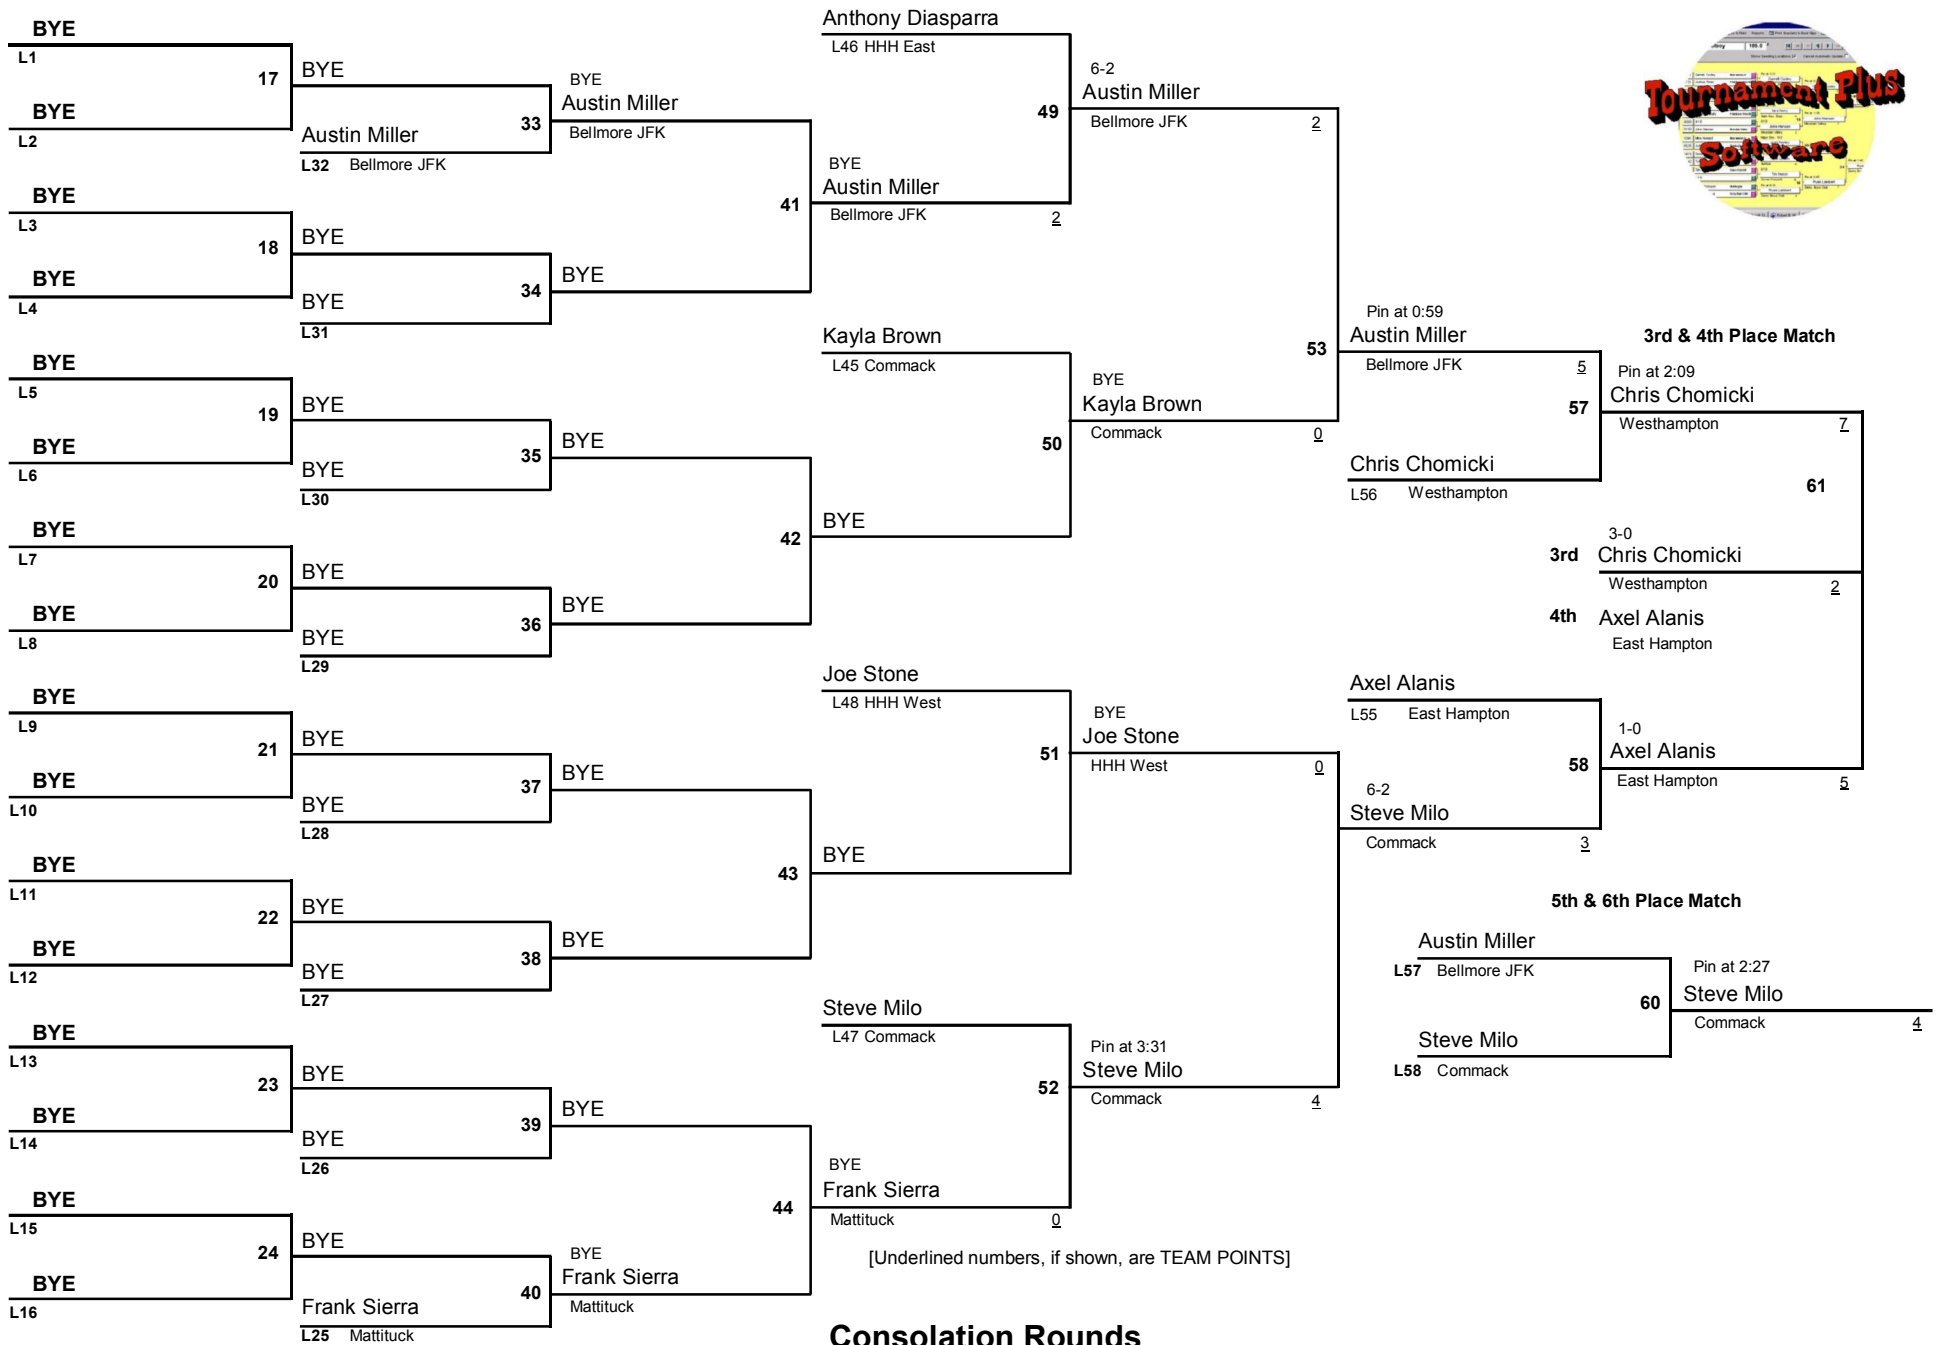 BYE
L1
17
BYE
L2
BYE
Austin Miller
L32 Bellmore JFK
33
BYE
Austin Miller
Bellmore JFK
BYE
L3
18
BYE
L4
BYE
BYE
L31
34
BYE
41
BYE
Austin Miller
Bellmore JFK
2
Anthony Diasparra
L46 HHH East
49
6-2
Austin Miller
Bellmore JFK
2
BYE
L5
19
BYE
L6
BYE
BYE
L30
35
BYE
BYE
L7
20
BYE
L8
BYE
BYE
L29
36
BYE
42
BYE
Kayla Brown
L45 Commack
50
BYE
Kayla Brown
Commack
0
53
Pin at 0:59
Austin Miller
Bellmore JFK
5
Chris Chomicki
L56 Westhampton
57
3rd & 4th Place Match
Pin at 2:09
Chris Chomicki
Westhampton
7
61
3-0
3rd Chris Chomicki
Westhampton
2
4th Axel Alanis
East Hampton
BYE
L9
21
BYE
L10
BYE
BYE
L28
37
BYE
BYE
L11
22
BYE
L12
BYE
BYE
L27
38
BYE
43
BYE
Joe Stone
L48 HHH West
51
BYE
Joe Stone
HHH West
0
Axel Alanis
L55 East Hampton
58
1-0
Axel Alanis
East Hampton
5
6-2
Steve Milo
Commack
3
BYE
L13
23
BYE
L14
BYE
BYE
L26
39
BYE
BYE
L15
24
BYE
L16
BYE
Frank Sierra
L25 Mattituck
40
BYE
Frank Sierra
Mattituck
44
BYE
Frank Sierra
Mattituck
0
Steve Milo
L47 Commack
52
Pin at 3:31
Steve Milo
Commack
4
5th & 6th Place Match
Austin Miller
L57 Bellmore JFK
60
Steve Milo
L58 Commack
Pin at 2:27
Steve Milo
Commack
4
[Underlined numbers, if shown, are TEAM POINTS]
Consolation Rounds
Tournament Plus
Software